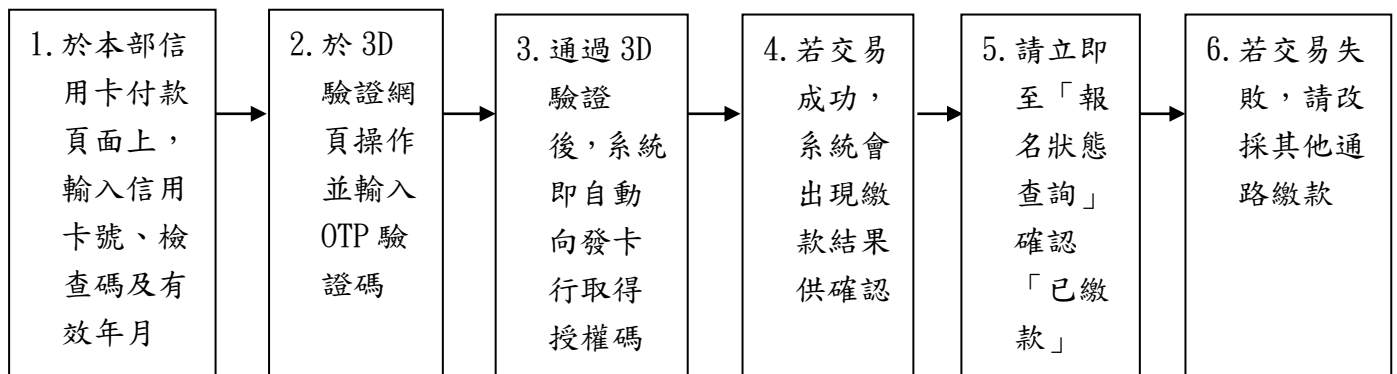 1.於本部信
用卡付款
頁面上，
輸入信用
卡號、檢
查碼及有
效年月
2.於 3D
驗證網
頁操作
並輸入
OTP 驗
證碼
3.通過 3D
驗證
後，系統
即自動
向發卡
行取得
授權碼
4.若交易
成功，
系統會
出現繳
款結果
供確認
5.請立即
至「報
名狀態
查詢」
確認
「已繳
款」
6.若交易失
敗，請改
採其他通
路繳款